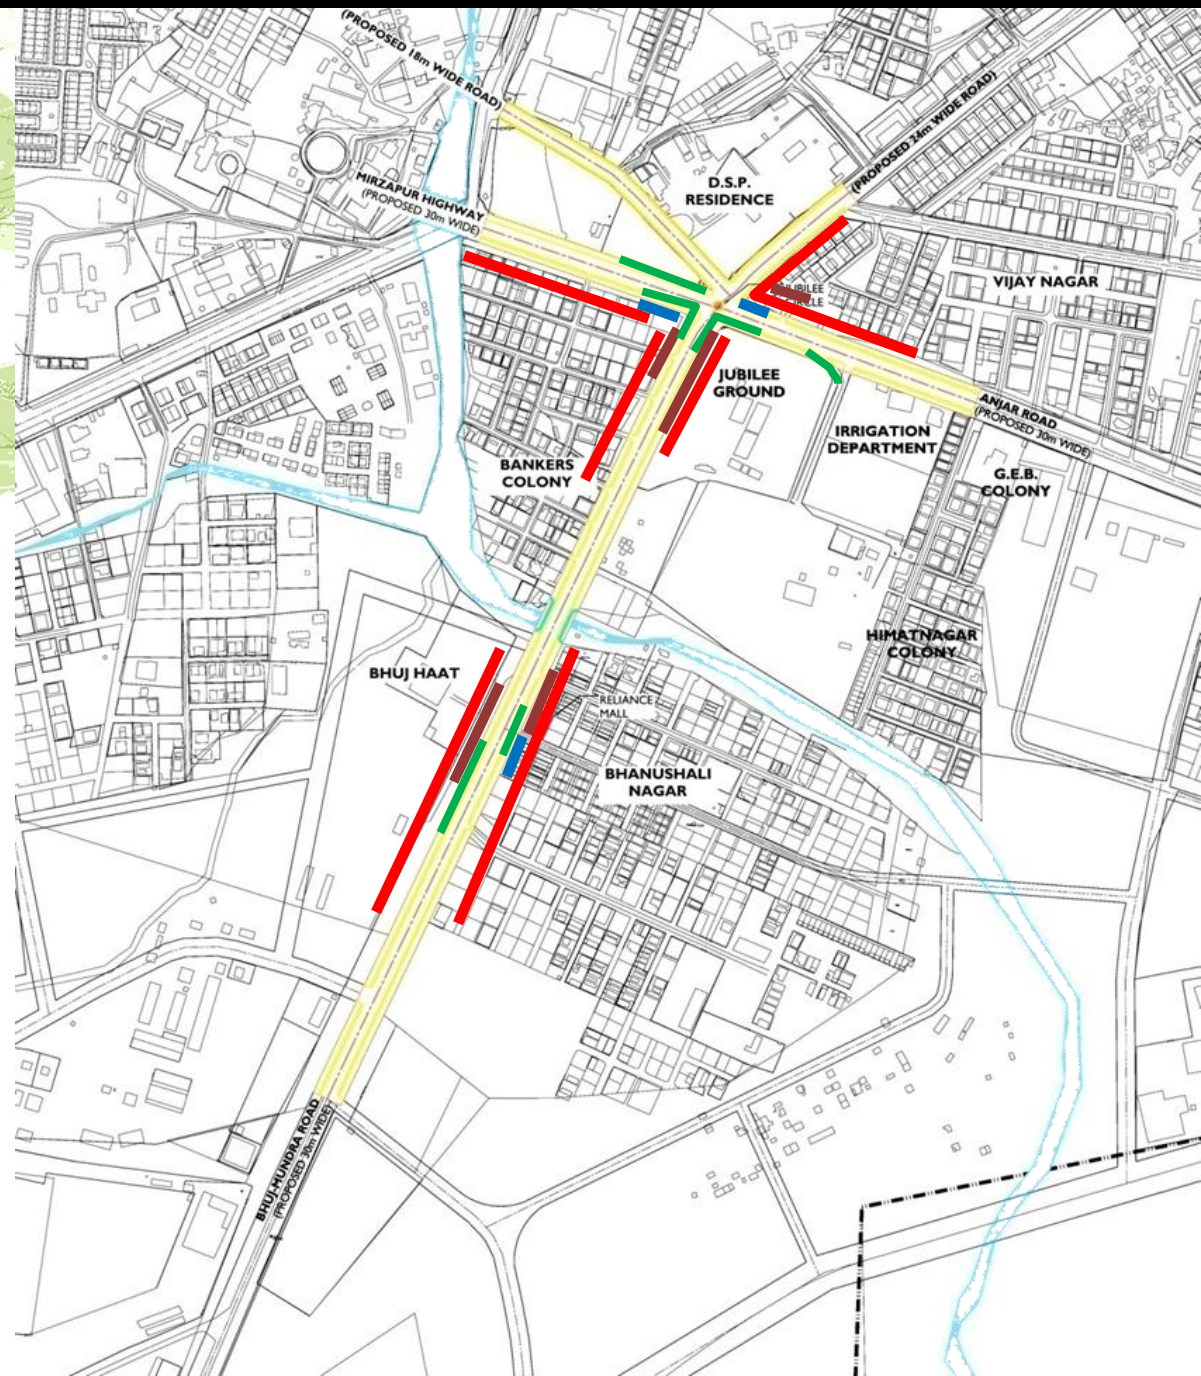 (PROPOSED 18m WIDE ROAD)
(PROPOSED 24m WIDE ROAD)
D.S.P.
RESIDENCE
MIRZAPUR HIGHWAY
(PROPOSED 30m WIDE)
VIJAY NAGAR
JUBILEE
CIRCLE
JUBILEE
GROUND
ANJAR ROAD
(PROPOSED 30m WIDE)
IRRIGATION
DEPARTMENT
BANKERS
COLONY
G.E.B.
COLONY
HIMATNAGAR
COLONY
BHUJ HAAT
RELIANCE
MALL
BHANUSHALI
NAGAR
BHUJ-MUNDRA ROAD
(PROPOSED 30m WIDE)